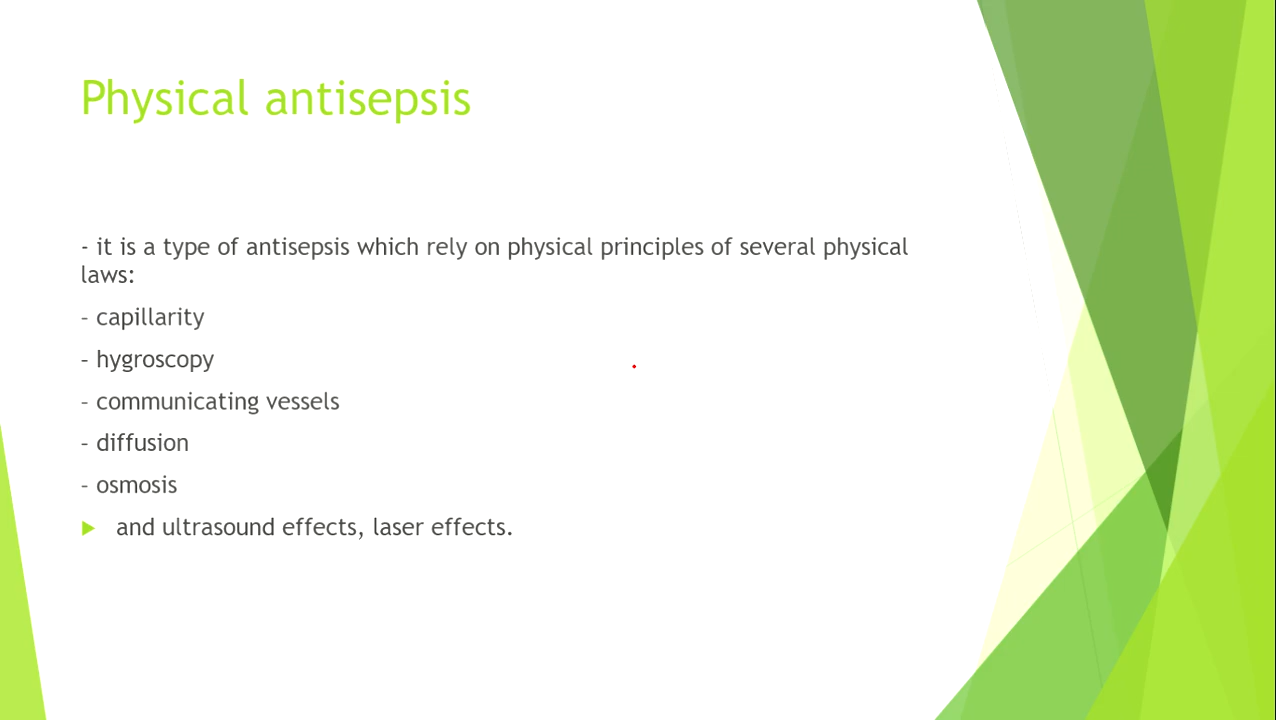 Physical antisepsis
- it is a type of antisepsis which rely on physical principles of several physical
laws:
- capillarity
- hygroscopy
- communicating vessels
- diffusion
- osmosis
and ultrasound effects, laser effects.